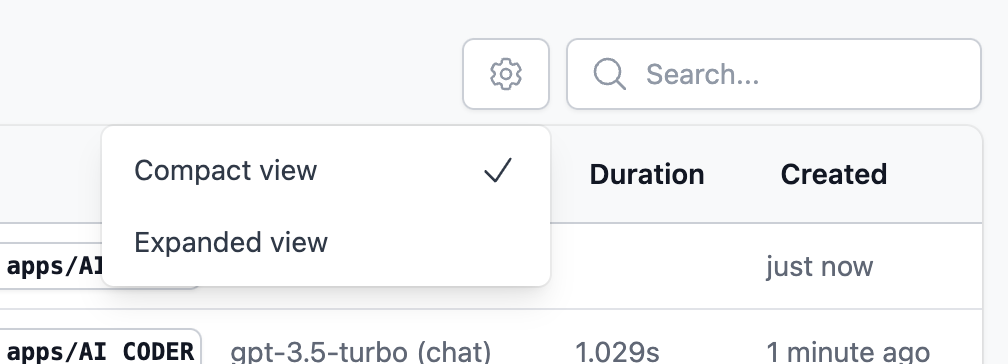 Search...
Compact view
Duration
Created
Expanded view
apps/AI
just now
apps/AI CODER
gpt-3.5-turbo (chat)
1.029s
1 minute ago